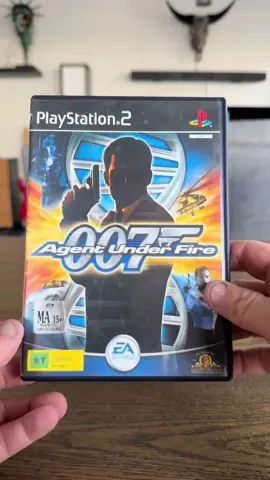 PlayStation®2
007
Agent Under Fire
MA 15+
EA